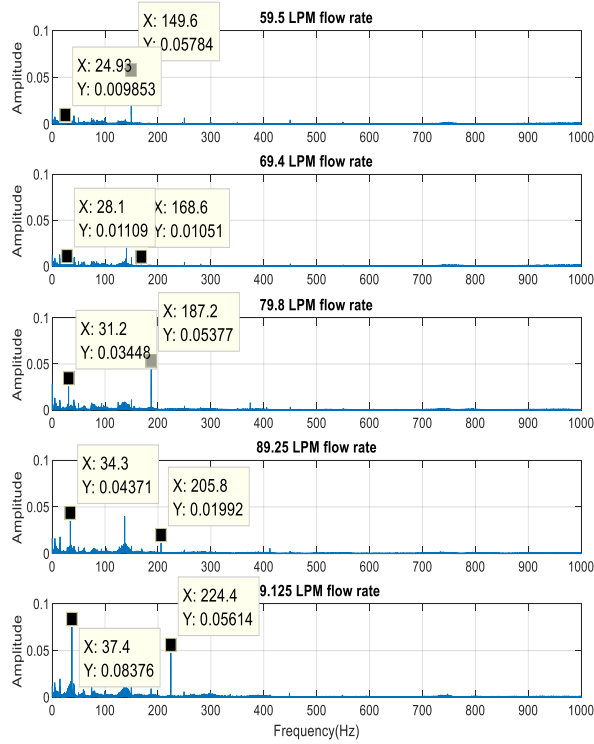 59.5 LPM flow rate
X: 149.6
Y: 0.05784
X: 24.93
Y: 0.009853
Amplitude
0.1
0.05
0
0 100 200 300 400 500 600 700 800 900 1000
69.4 LPM flow rate
X: 28.1
Y: 0.01109
X: 168.6
Y: 0.01051
Amplitude
0.1
0.05
0
0 100 200 300 400 500 600 700 800 900 1000
79.8 LPM flow rate
X: 187.2
Y: 0.05377
X: 31.2
Y: 0.03448
Amplitude
0.1
0.05
0
0 100 200 300 400 500 600 700 800 900 1000
89.25 LPM flow rate
X: 34.3
Y: 0.04371
X: 205.8
Y: 0.01992
Amplitude
0.1
0.05
0
0 100 200 300 400 500 600 700 800 900 1000
9.125 LPM flow rate
X: 224.4
Y: 0.05614
X: 37.4
Y: 0.08376
Amplitude
0.1
0.05
0
0 100 200 300 400 500 600 700 800 900 1000
Frequency(Hz)